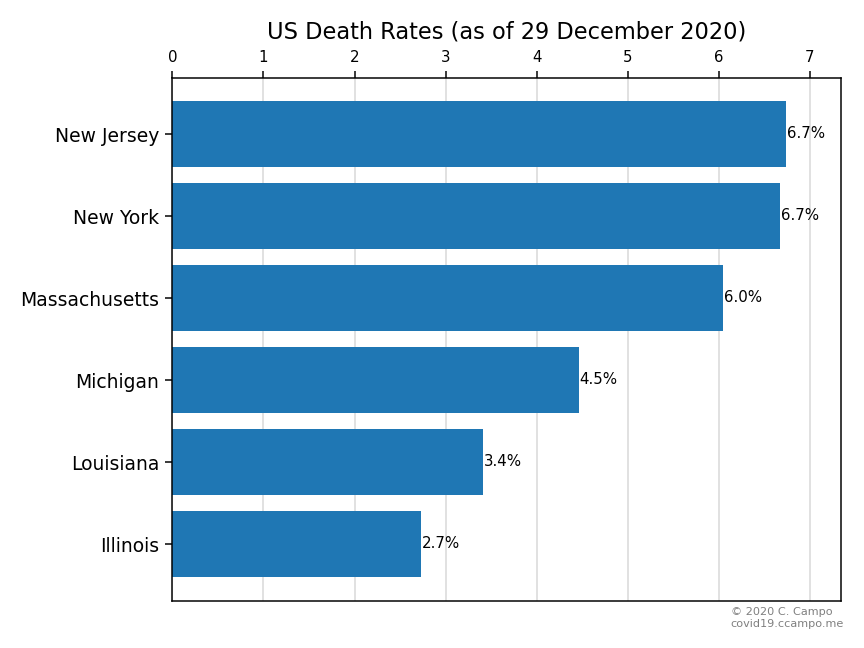 US Death Rates (as of 29 December 2020)
0 1 2 3 4 5 6 7
New Jersey 6.7%
New York 6.7%
Massachusetts 6.0%
Michigan 4.5%
Louisiana 3.4%
Illinois 2.7%
© 2020 C. Campo
covid19.ccampo.me